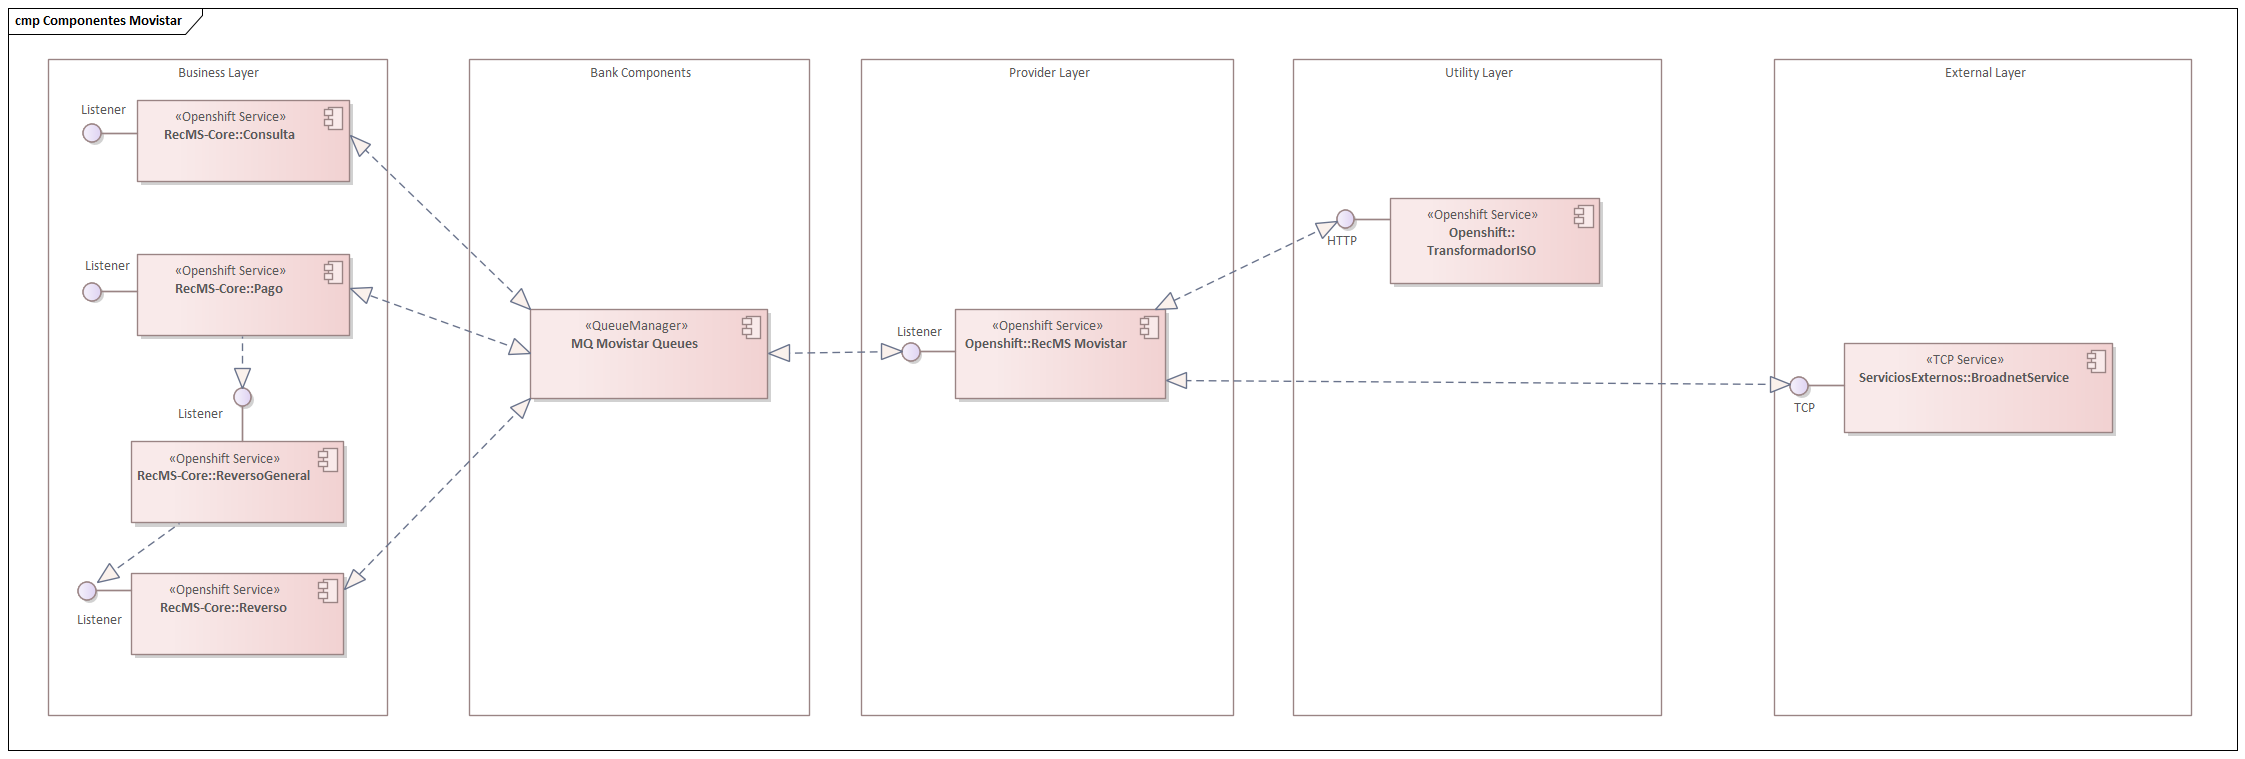 cmp Componentes Movistar
Business Layer
Listener
«Openshift Service»
RecMS-Core::Consulta
Listener
«Openshift Service»
RecMS-Core::Pago
Listener
«Openshift Service»
RecMS-Core::ReversoGeneral
«Openshift Service»
RecMS-Core::Reverso
Listener
Bank Components
«QueueManager»
MQ Movistar Queues
Provider Layer
Listener
«Openshift Service»
Openshift::RecMS Movistar
Utility Layer
HTTP
«Openshift Service»
Openshift::
TransformadorISO
External Layer
«TCP Service»
ServiciosExternos::BroadnetService
TCP